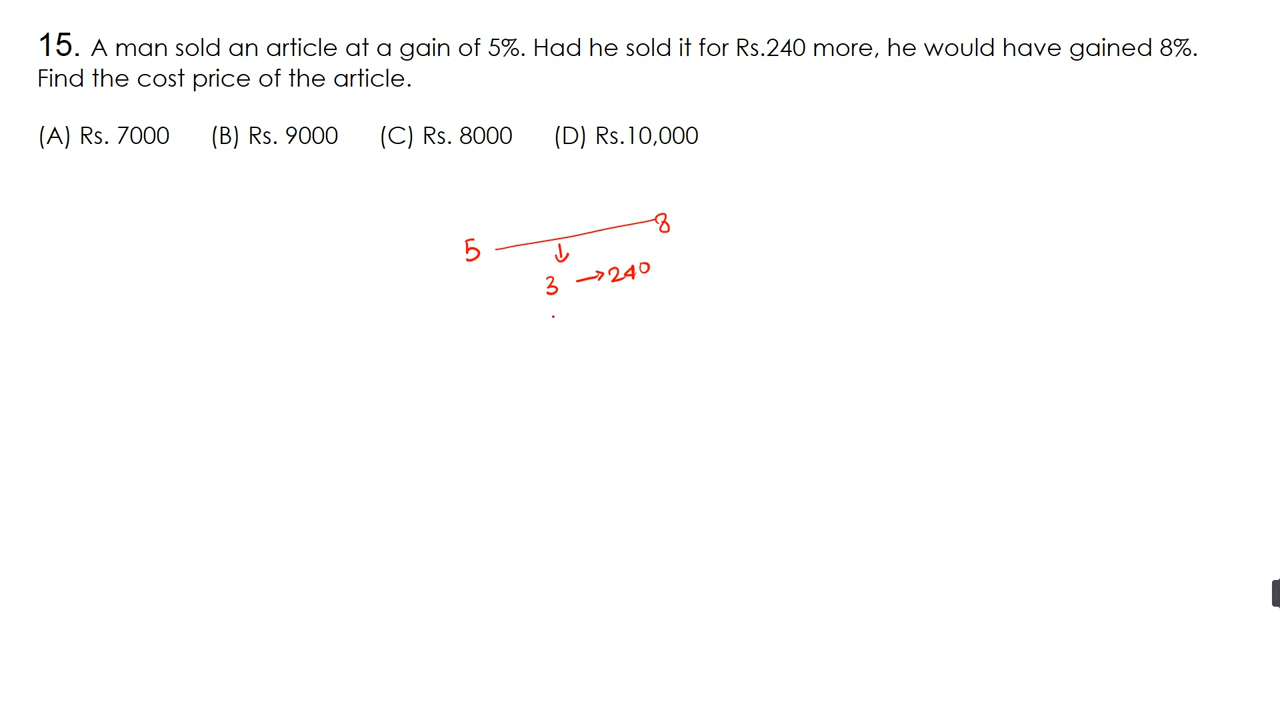 15. A man sold an article at a gain of 5%. Had he sold it for Rs.240 more, he would have gained 8%.
Find the cost price of the article.
(A) Rs. 7000 (B) Rs. 9000 (C) Rs. 8000 (D) Rs.10,000
5 8
↓
3 →240